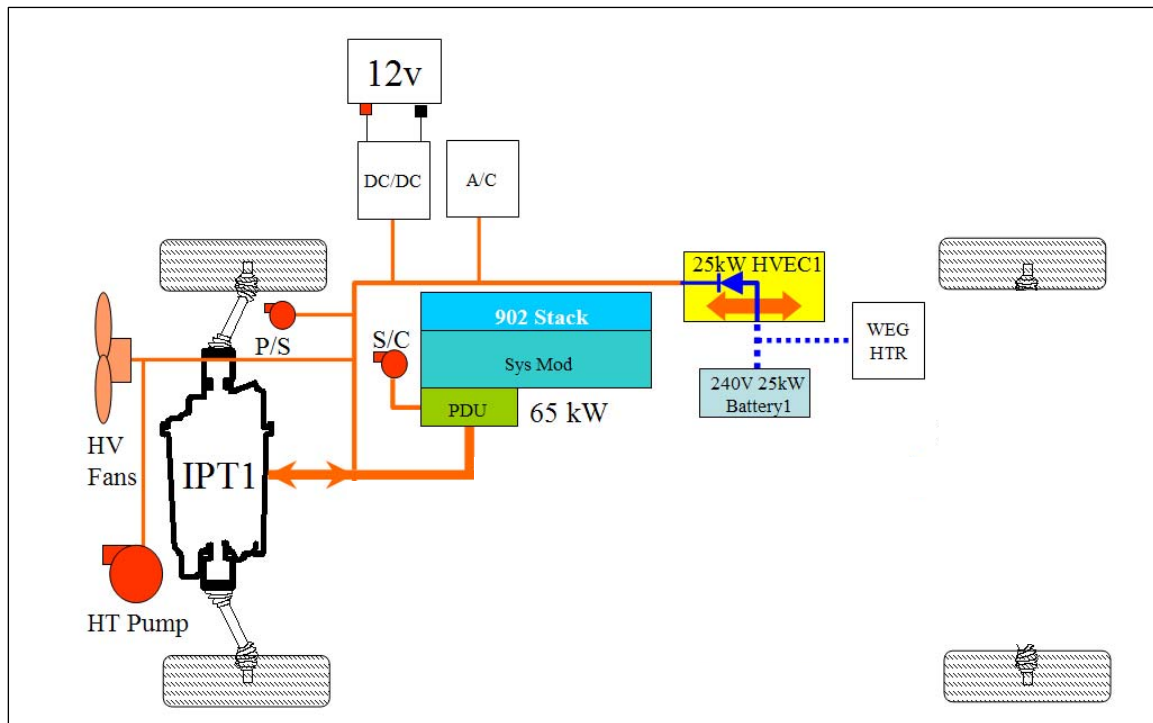 12v
DC/DC
A/C
25kW HVEC1
902 Stack
P/S
S/C
WEG
HTR
Sys Mod
240V 25kW
Battery1
PDU
65 kW
HV
Fans
IPT1
HT Pump